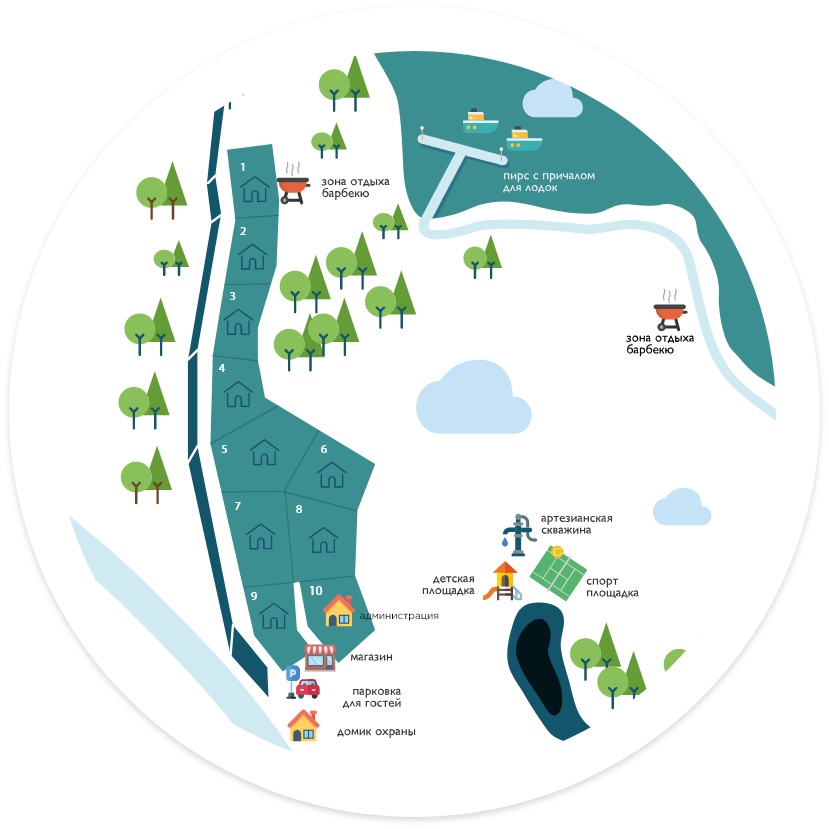 пирс с причалом
для лодок
1
зона отдыха
барбекю
2
3
зона отдыха
барбекю
4
5
6
7
8
артезианская
скважина
детская
площадка
спорт
площадка
9
10
администрация
магазин
P
парковка
для гостей
домик охраны